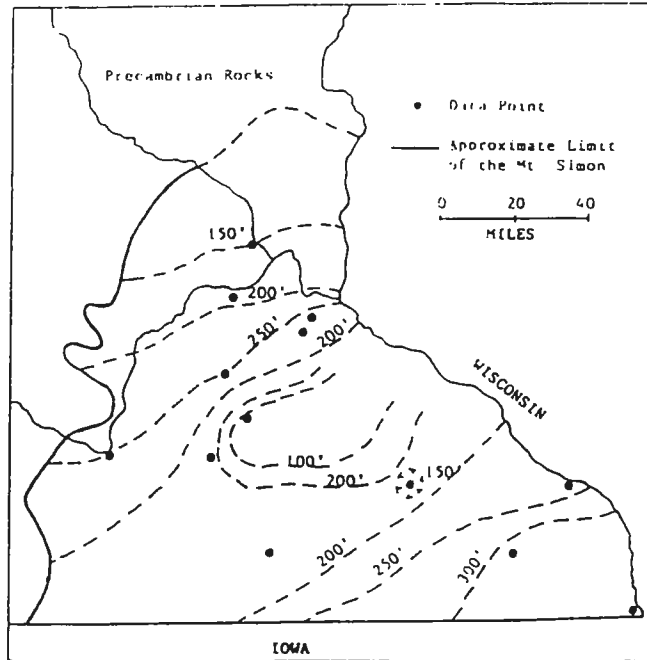 Precambrian Rocks
Data Point
Approximate Limit
of the Mt. Simon
0 20 40
MILES
150'
200'
250'
200'
WISCONSIN
100'
200'
150
200'
250'
300'
IOWA